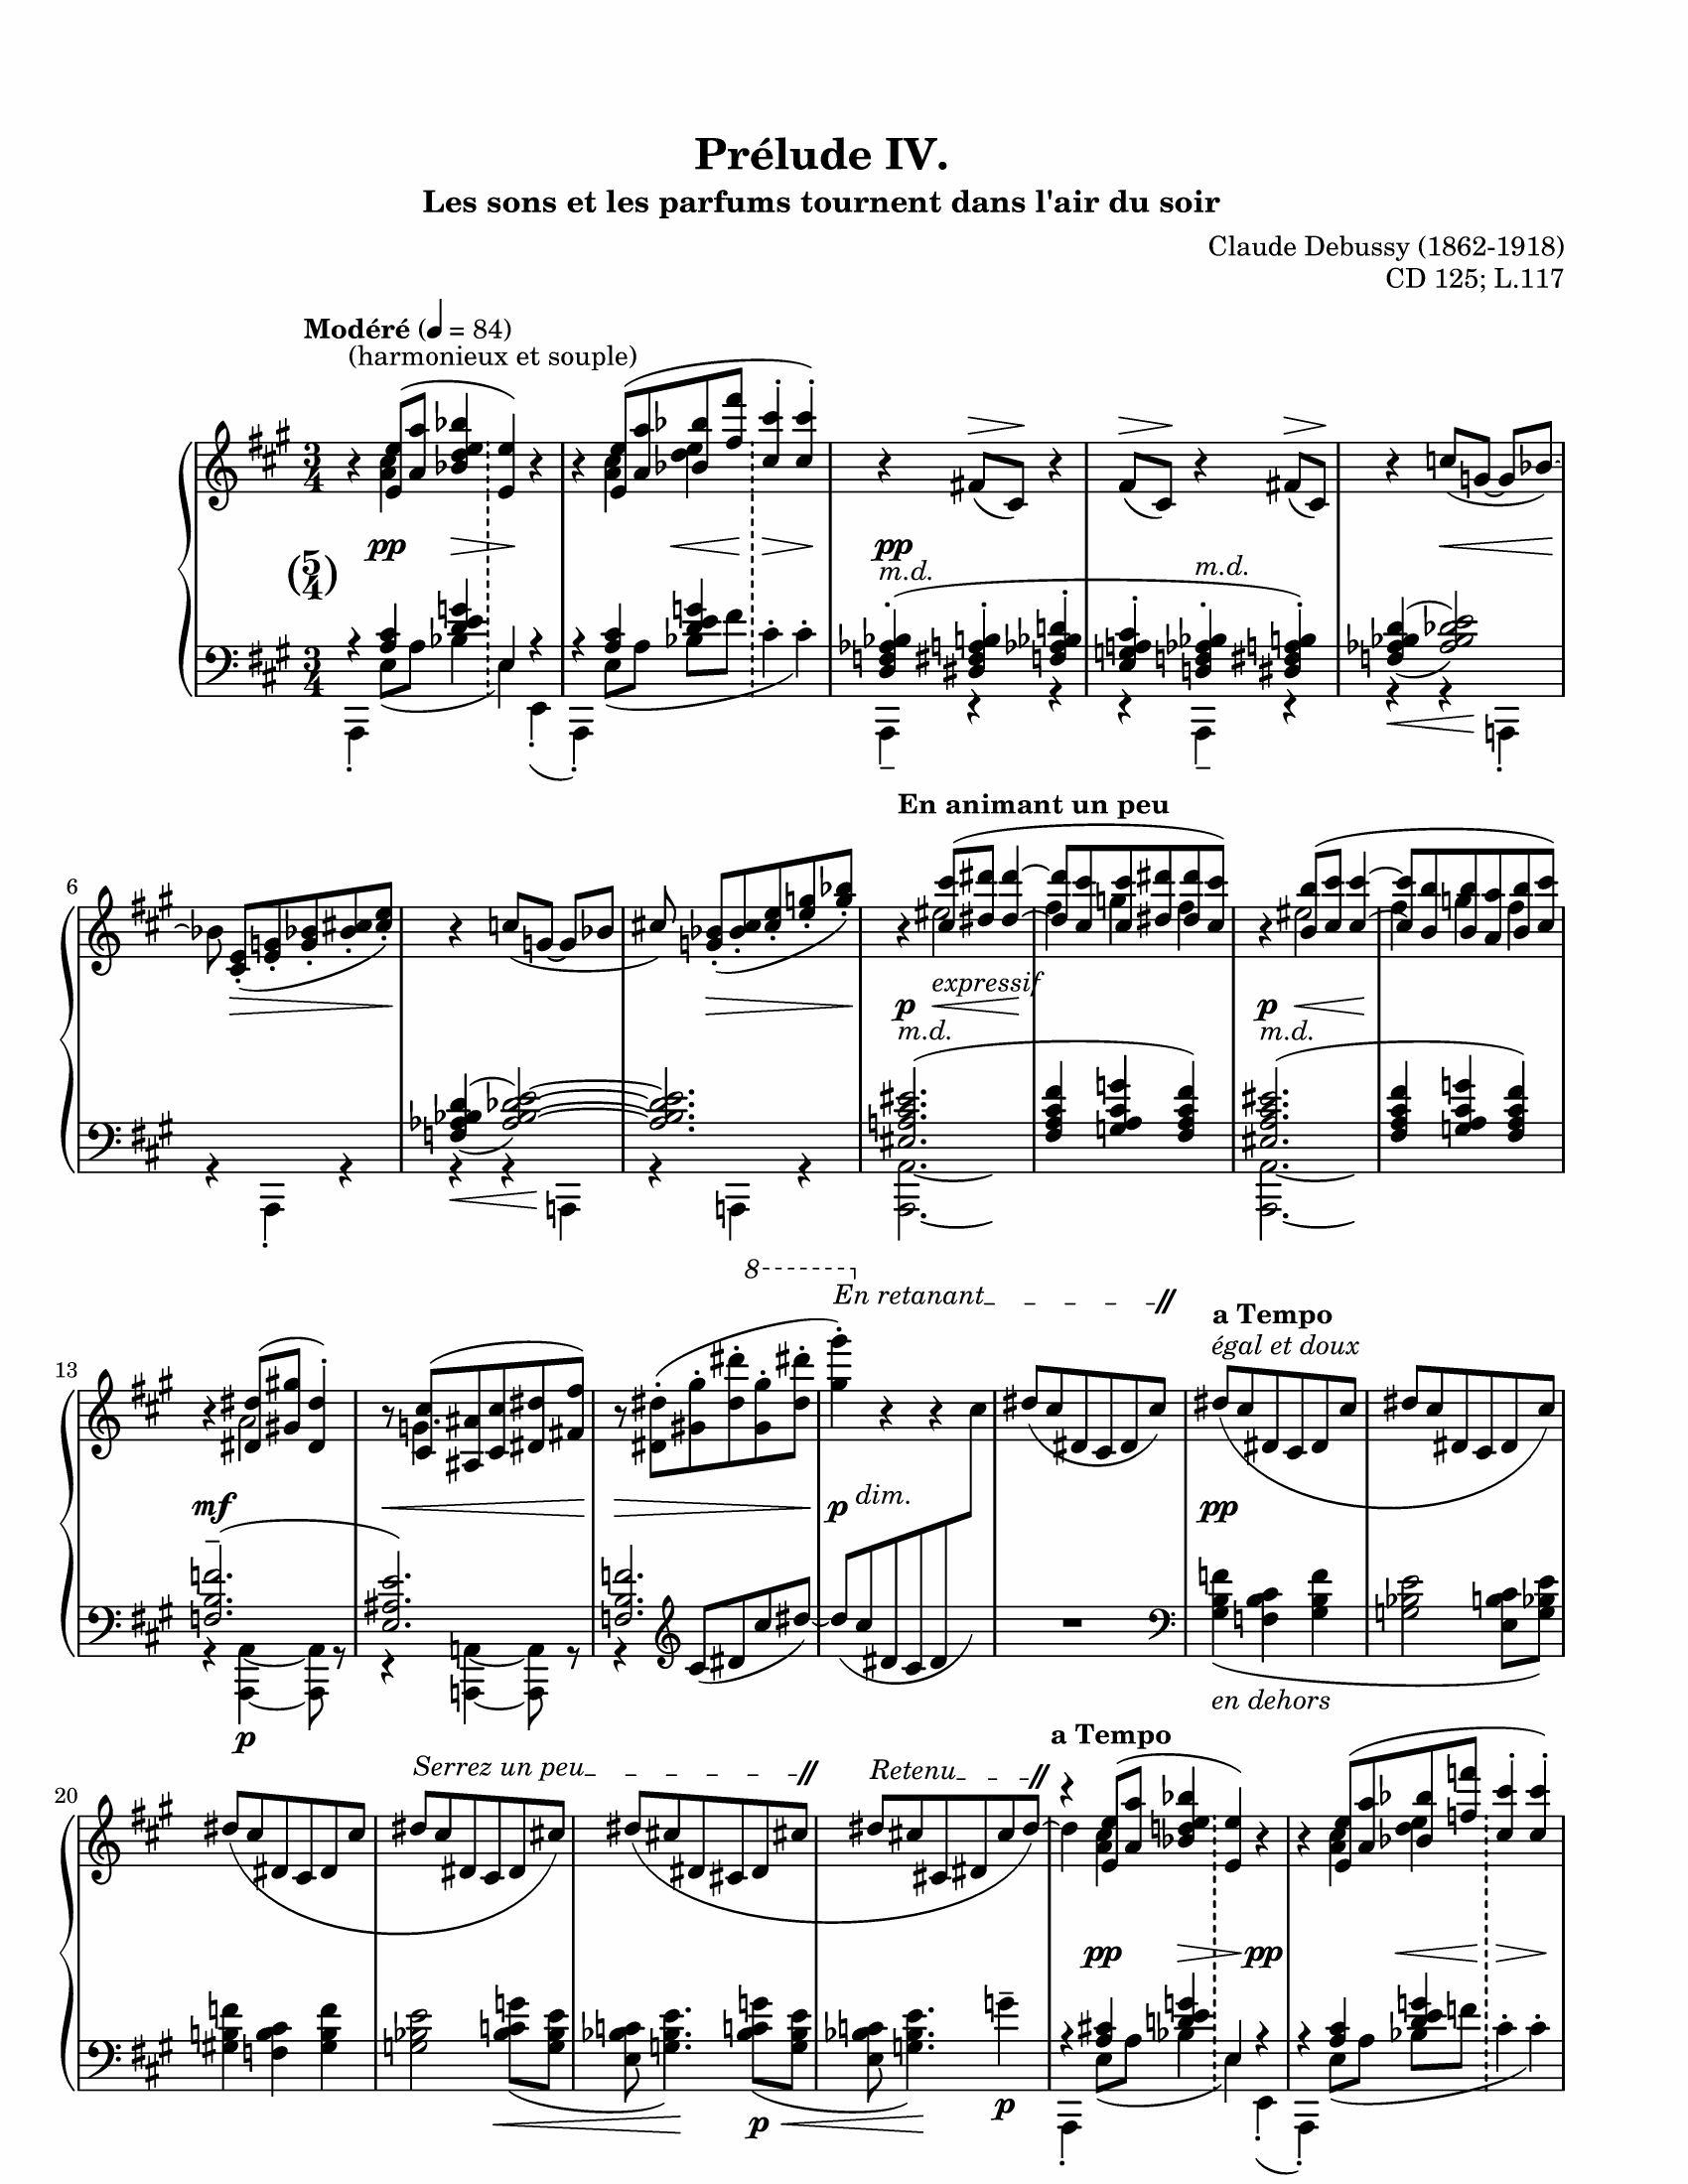 Prélude IV.
Les sons et les parfums tournent dans l'air du soir
Claude Debussy (1862-1918)
CD 125; L.117
Modéré (♩ = 84)
(harmonieux et souple)
3 4
pp
pp
(5 4)
m.d.
m.d.
3 4
En animant un peu
6
p expressif p
m.d. m.d.
8
En retanant
a Tempo
égal et doux
13
mf p dim. pp
p
en dehors
a Tempo
Serrez un peu Retenu
20
pp pp
p p